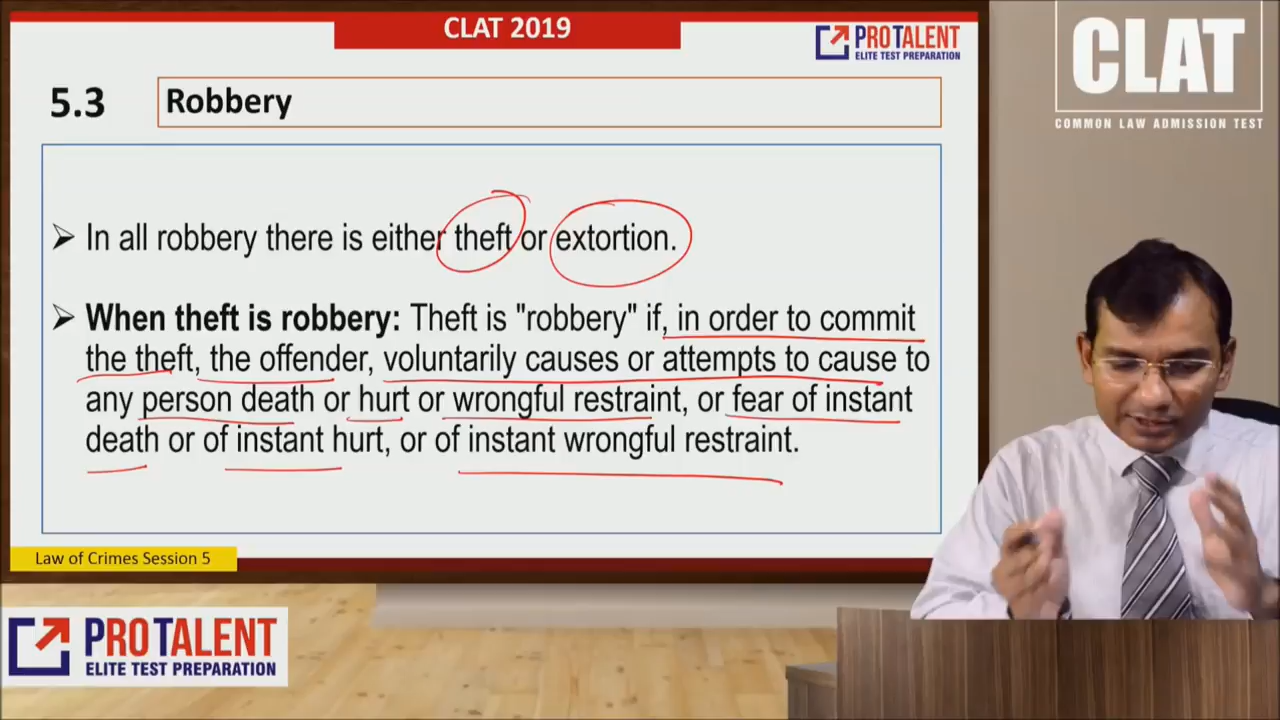 CLAT 2019
PROTALENT
ELITE TEST PREPARATION
CLAT
COMMON LAW ADMISSION TEST
5.3
Robbery
➢ In all robbery there is either theft or extortion.
➢ When theft is robbery: Theft is "robbery" if, in order to commit
the theft, the offender, voluntarily causes or attempts to cause to
any person death or hurt or wrongful restraint, or fear of instant
death or of instant hurt, or of instant wrongful restraint.
Law of Crimes Session 5
PROTALENT
ELITE TEST PREPARATION